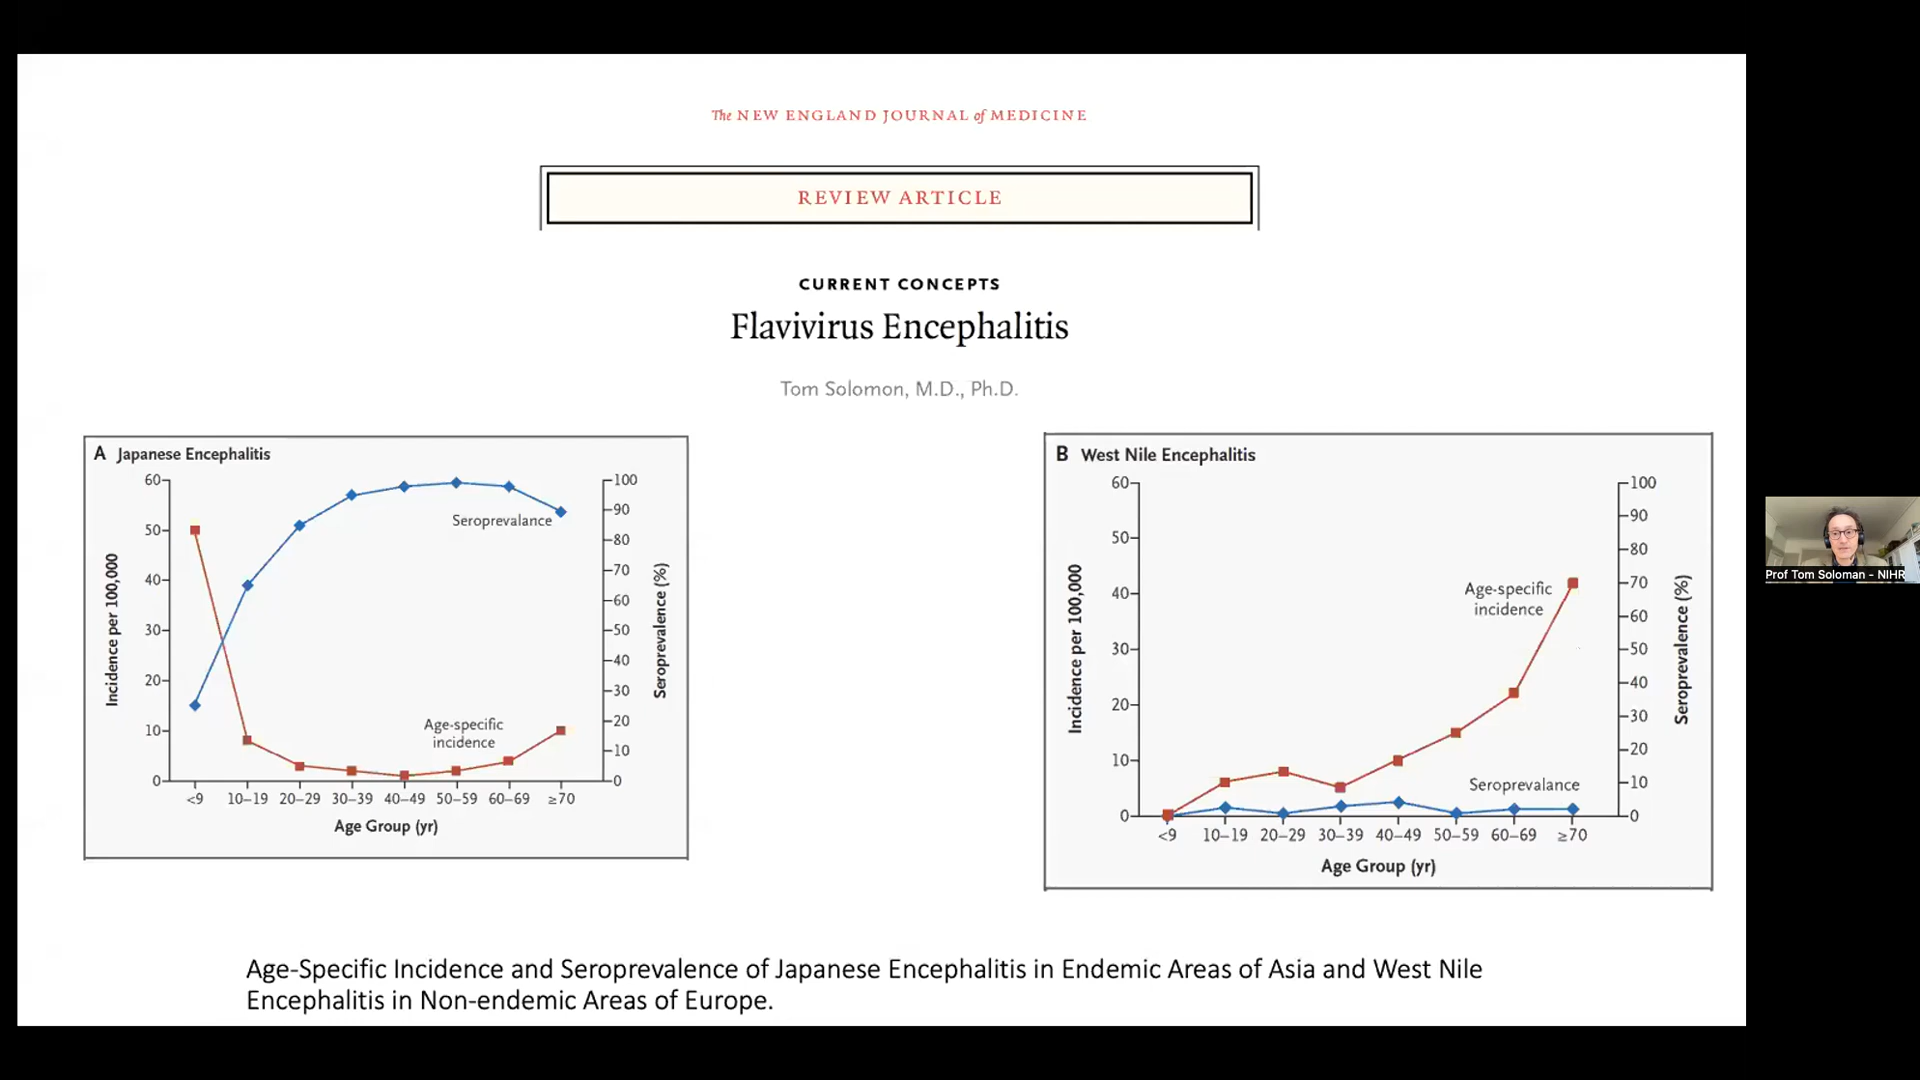 The NEW ENGLAND JOURNAL of MEDICINE
REVIEW ARTICLE
CURRENT CONCEPTS
Flavivirus Encephalitis
Tom Solomon, M.D., Ph.D.
A Japanese Encephalitis
60
50
40
30
20
10
0
Incidence per 100,000
100
90
80
70
60
50
40
30
20
10
0
Seroprevalence (%)
Seroprevalance
Age-specific
incidence
<9 10–19 20–29 30–39 40–49 50–59 60–69 ≥70
Age Group (yr)
B West Nile Encephalitis
60
50
40
30
20
10
0
Incidence per 100,000
100
90
80
70
60
50
40
30
20
10
0
Seroprevalence (%)
Age-specific
incidence
Seroprevalance
<9 10–19 20–29 30–39 40–49 50–59 60–69 ≥70
Age Group (yr)
Prof Tom Soloman - NIHR
Age-Specific Incidence and Seroprevalence of Japanese Encephalitis in Endemic Areas of Asia and West Nile
Encephalitis in Non-endemic Areas of Europe.